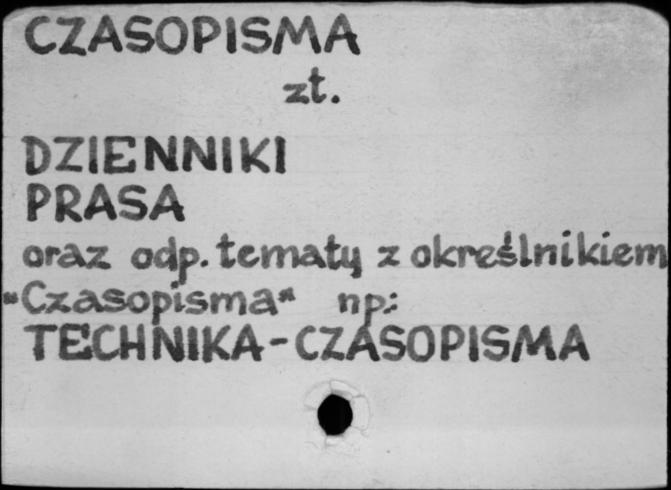 CZASOPISMA
zt.
DZIENNIKI
PRASA
oraz odp. tematy z określnikiem
"Czasopisma" np.:
TECHNIKA-CZASOPISMA